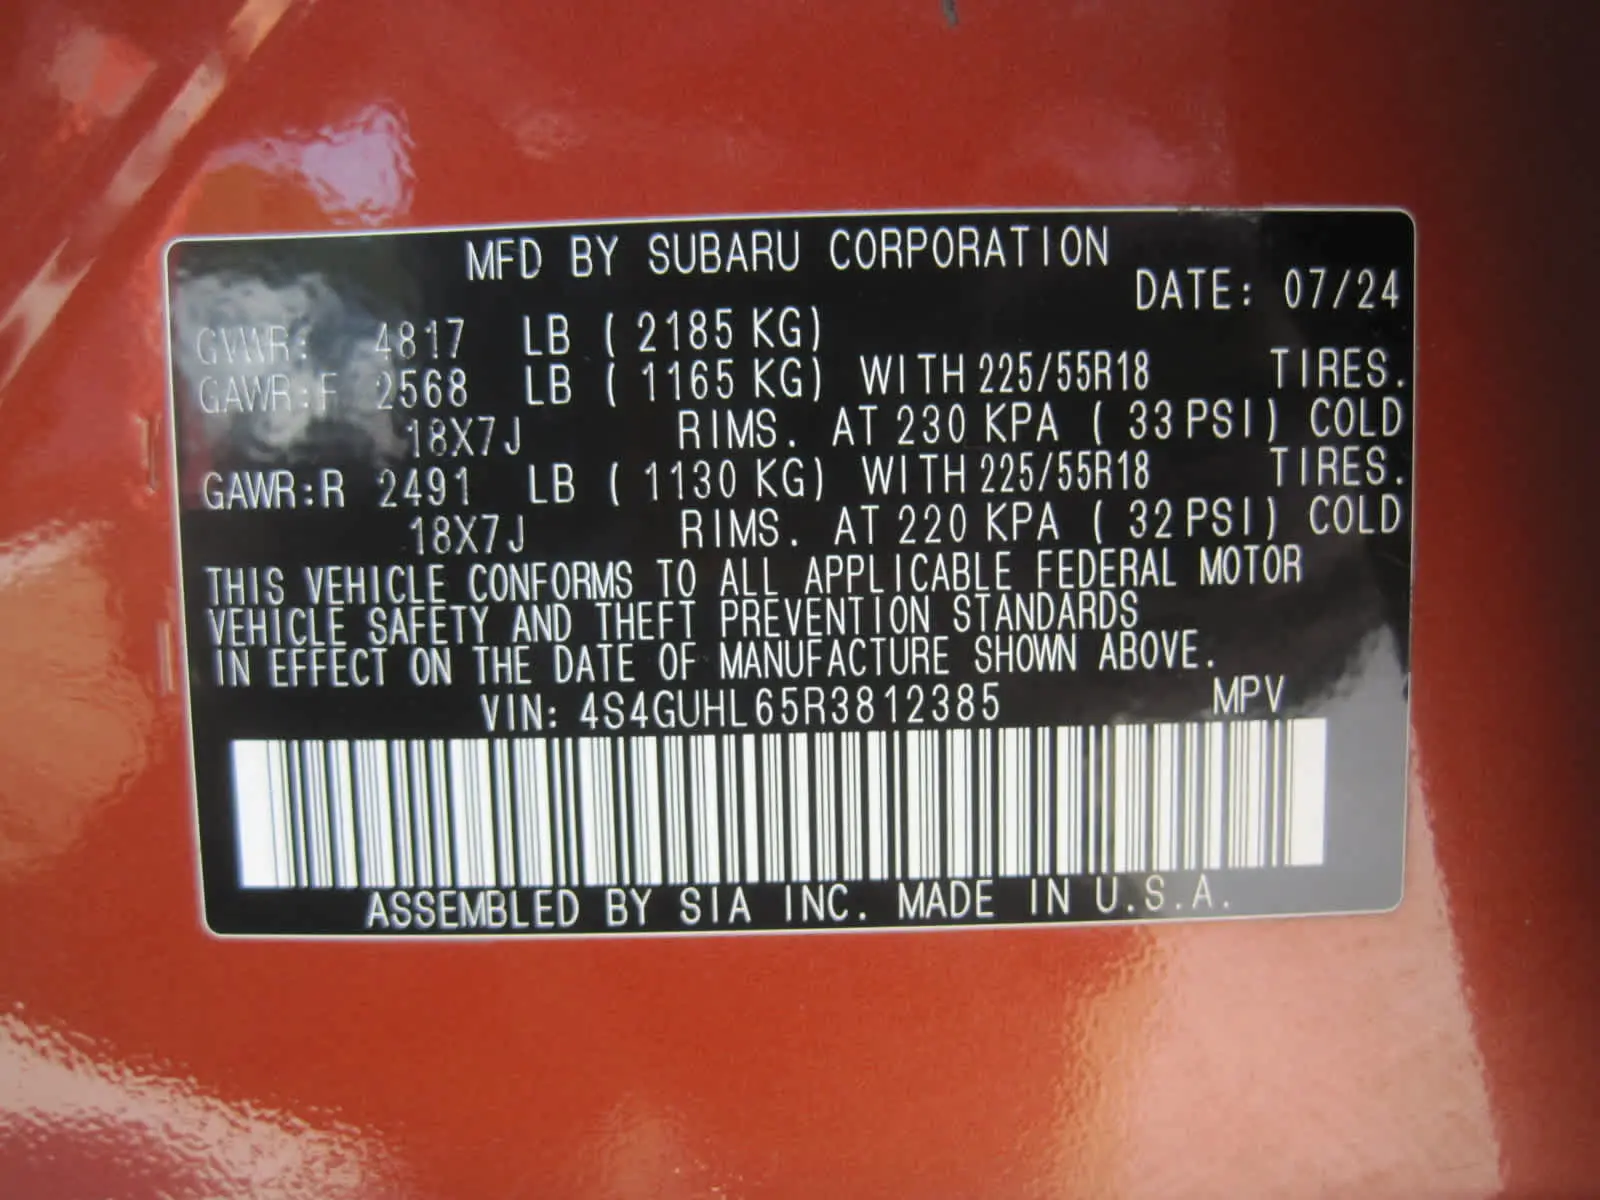 MFD BY SUBARU CORPORATION
DATE: 07/24
GVWR: 4817 LB ( 2185 KG)
GAWR:F 2568 LB ( 1165 KG) WITH 225/55R18 TIRES.
18X7J RIMS. AT 230 KPA ( 33 PSI) COLD
GAWR:R 2491 LB ( 1130 KG) WITH 225/55R18 TIRES.
18X7J RIMS. AT 220 KPA ( 32 PSI) COLD
THIS VEHICLE CONFORMS TO ALL APPLICABLE FEDERAL MOTOR
VEHICLE SAFETY AND THEFT PREVENTION STANDARDS
IN EFFECT ON THE DATE OF MANUFACTURE SHOWN ABOVE.
VIN: 4S4GUHL65R3812385 MPV
ASSEMBLED BY SIA INC. MADE IN U.S.A.